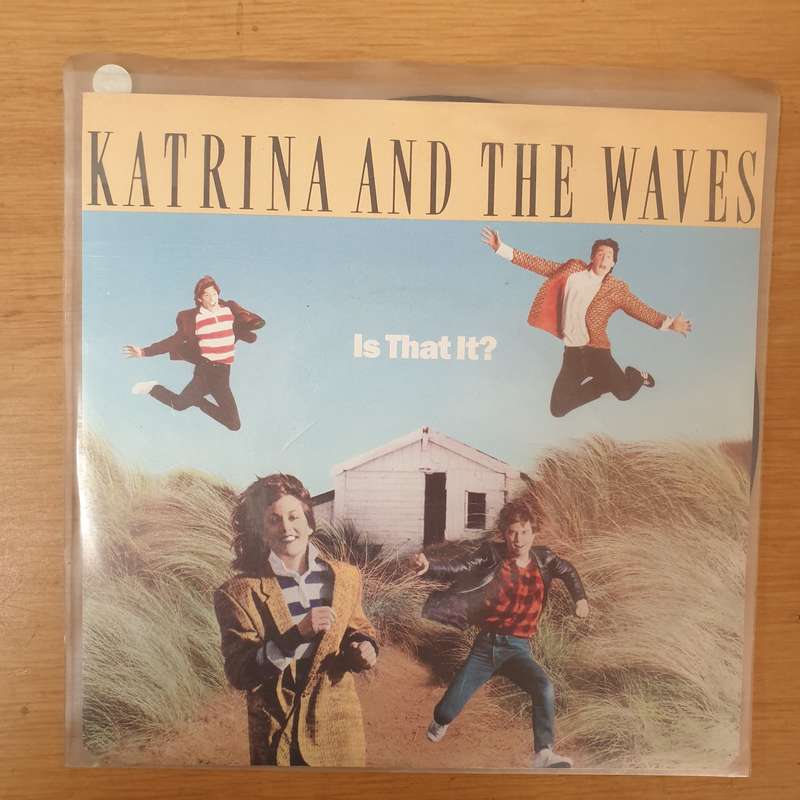 KATRINA AND THE WAVES
Is That It?